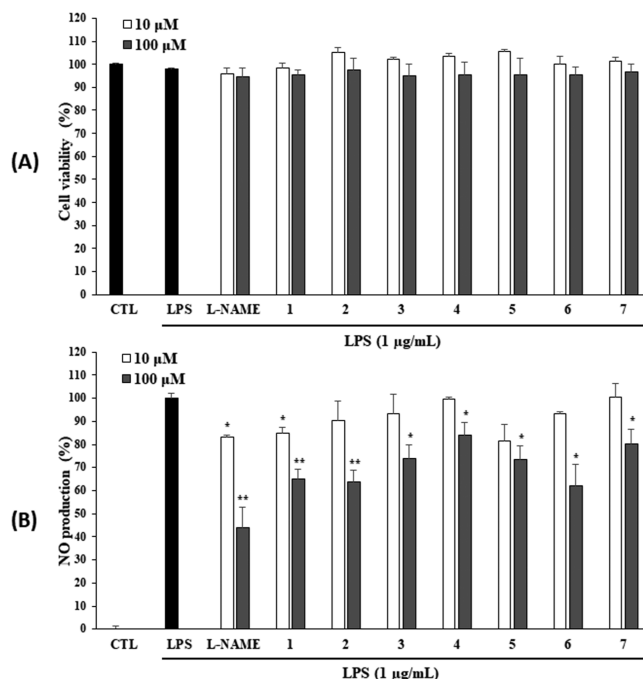 120
110
100
90
80
70
60
50
40
30
20
10
0
Cell viability (%)
(A)
10 µM
100 µM
CTL LPS L-NAME 1 2 3 4 5 6 7
LPS (1 µg/mL)
120
110
100
90
80
70
60
50
40
30
20
10
0
NO production (%)
(B)
10 µM
100 µM
* ** * ** ** * * * * *
CTL LPS L-NAME 1 2 3 4 5 6 7
LPS (1 µg/mL)